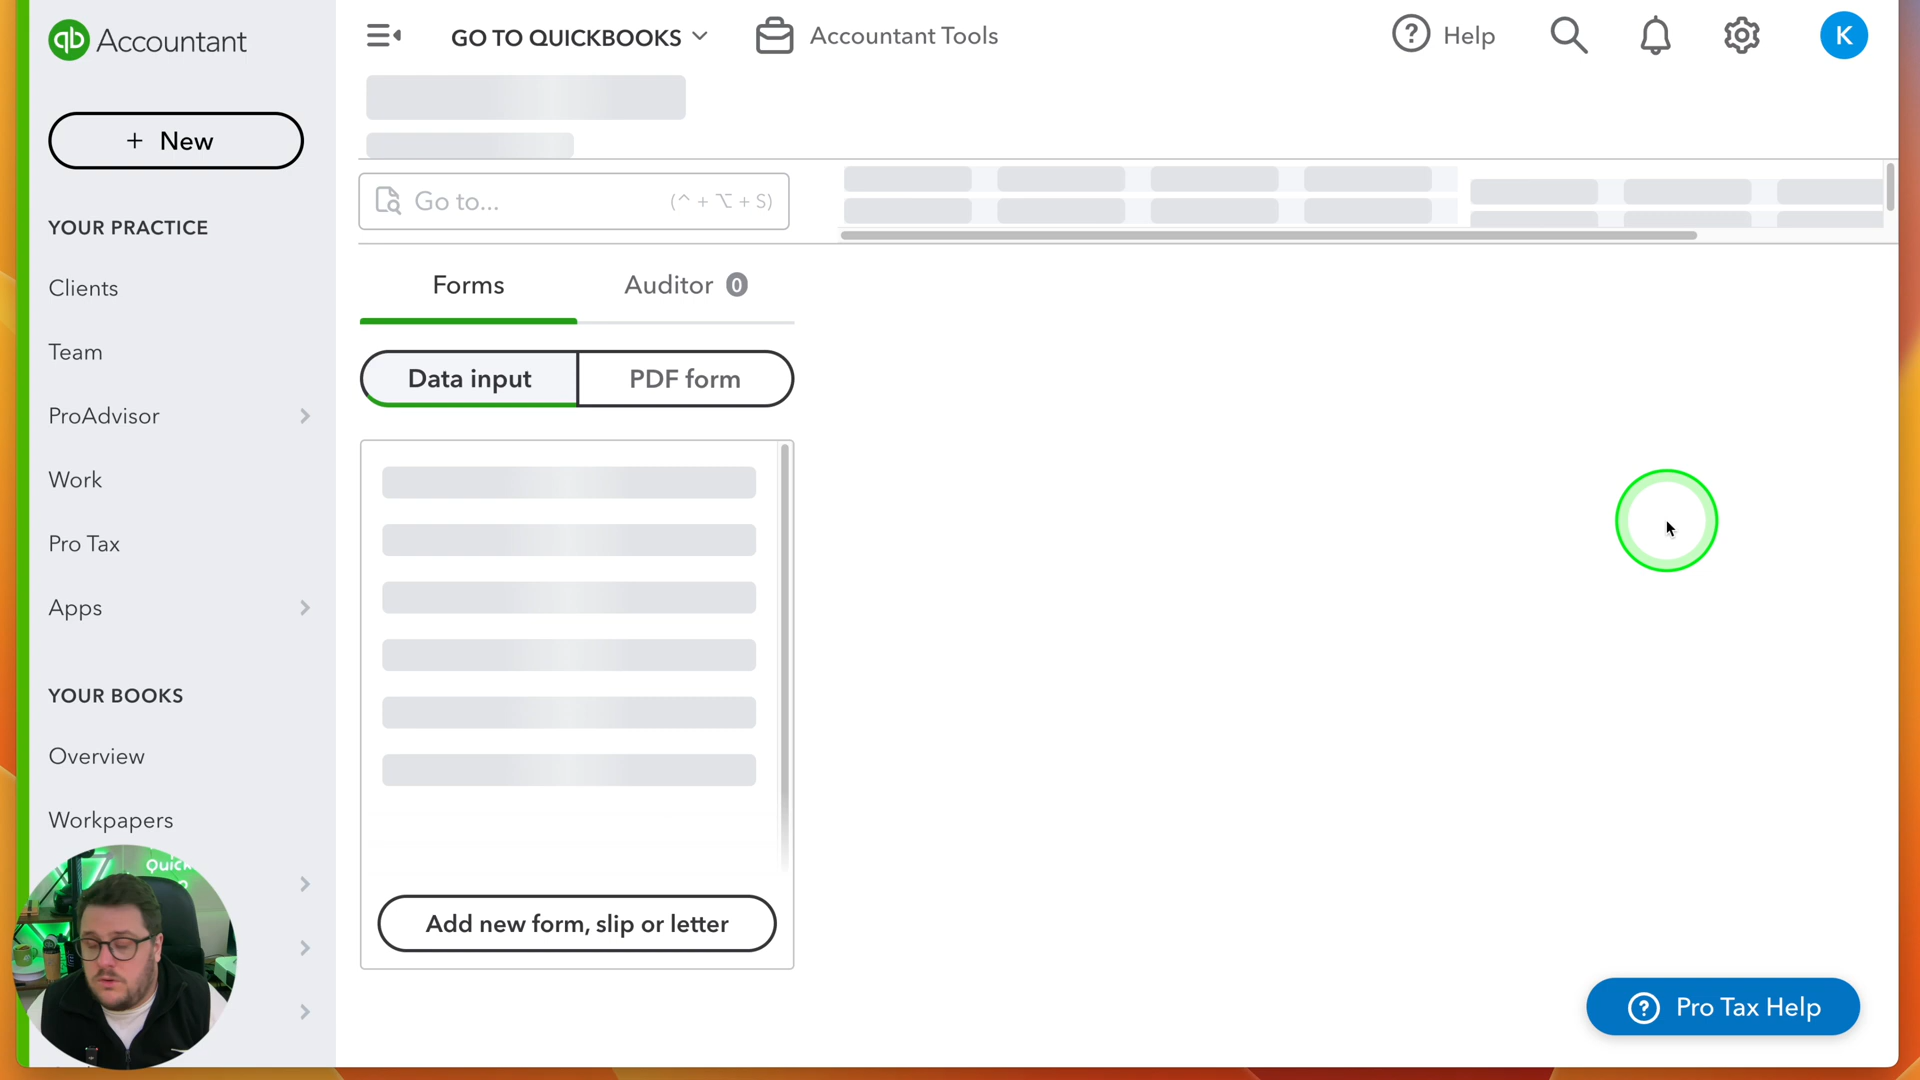 qb Accountant
GO TO QUICKBOOKS
Accountant Tools
Help
K
+ New
YOUR PRACTICE
Clients
Team
ProAdvisor
Work
Pro Tax
Apps
YOUR BOOKS
Overview
Workpapers
Go to... (^ + ⌥ + S)
Forms
Auditor 0
Data input
PDF form
Add new form, slip or letter
Pro Tax Help